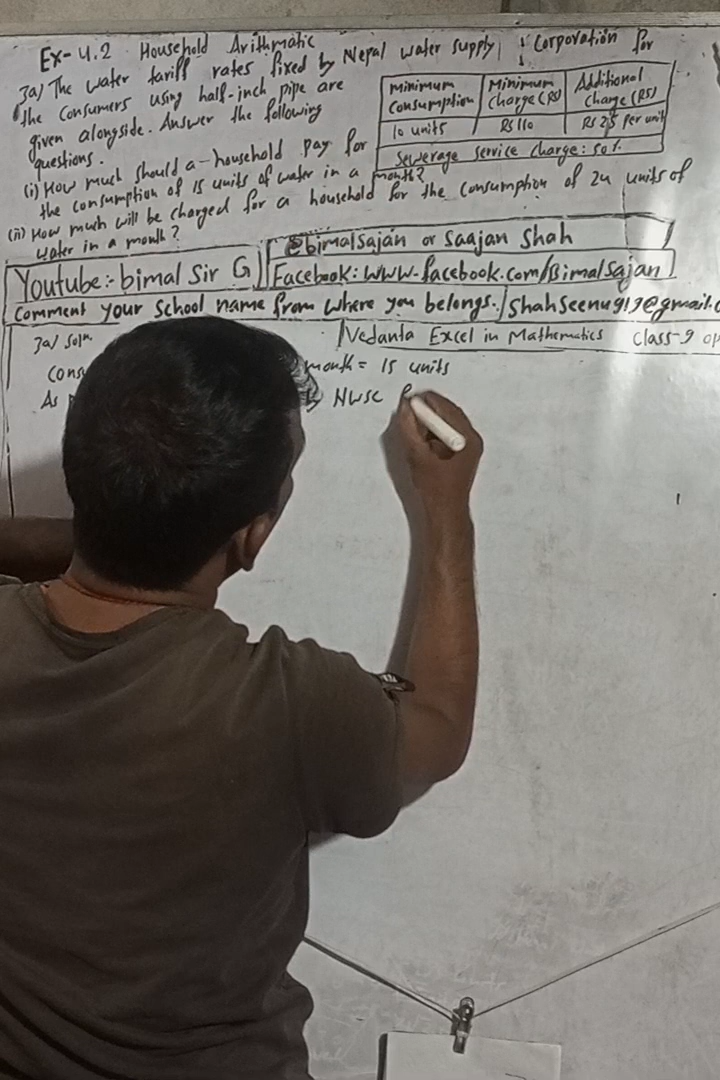 Ex- 4.2 Household Arithmatic
3a) The water tariff rates fixed by Nepal water supply Corporation for
the Consumers using half-inch pipe are
given alongside. Answer the following
questions.
Minimum consumption | Minimum charge (RS) | Additional charge (RS)
10 units | RS 110 | RS 25 per unit
Sewerage service charge: 50%
(i) How much should a household pay for
the consumption of 15 units of water in a month?
(ii) How much will be charged for a household for the consumption of 24 units of
water in a month?
@bimalsajan or Saajan Shah
Youtube:- bimal Sir G
Facebook: www.facebook.com/Bimalsajan
Comment your School name from where you belongs.
Vedanta Excel in Mathematics Class-9
3a) Soln.
month = 15 units
As by NWSC